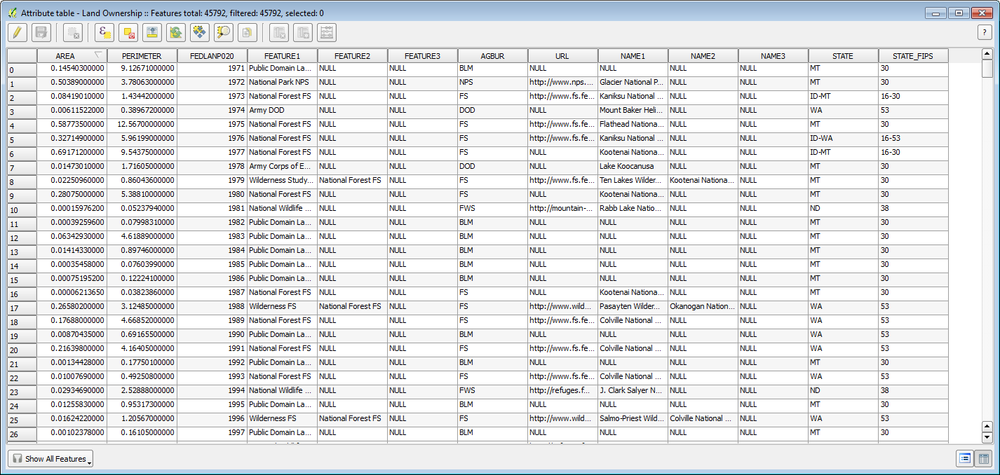 Attribute table - Land Ownership :: Features total: 45792, filtered: 45792, selected: 0
ε
?
AREA PERIMETER FEDLANP020 FEATURE1 FEATURE2 FEATURE3 AGBUR URL NAME1 NAME2 NAME3 STATE STATE_FIPS
0 0.14540300000 9.12671000000 1971 Public Domain La... NULL NULL BLM NULL NULL NULL NULL MT 30
1 0.50389000000 3.78063000000 1972 National Park NPS NULL NULL NPS http://www.nps.... Glacier National P... NULL NULL MT 30
2 0.08419010000 1.43442000000 1973 National Forest FS NULL NULL FS http://www.fs.fe... Kaniksu National ... NULL NULL ID-MT 16-30
3 0.00611522000 0.38967200000 1974 Army DOD NULL NULL DOD NULL Mount Baker Heli... NULL NULL WA 53
4 0.58773500000 12.56700000000 1975 National Forest FS NULL NULL FS http://www.fs.fe... Flathead Nationa... NULL NULL MT 30
5 0.32714900000 5.96199000000 1976 National Forest FS NULL NULL FS http://www.fs.fe... Kaniksu National ... NULL NULL ID-WA 16-53
6 0.69171200000 9.54375000000 1977 National Forest FS NULL NULL FS NULL Kootenai Nationa... NULL NULL ID-MT 16-30
7 0.01473010000 1.71605000000 1978 Army Corps of E... NULL NULL DOD NULL Lake Koocanusa NULL NULL MT 30
8 0.02250960000 0.86043600000 1979 Wilderness Study... National Forest FS NULL FS http://www.fs.fe... Ten Lakes Wilder... Kootenai Nationa... NULL MT 30
9 0.28075000000 5.38810000000 1980 National Forest FS NULL NULL FS NULL Kootenai Nationa... NULL NULL MT 30
10 0.00015976200 0.05237940000 1981 National Wildlife ... NULL NULL FWS http://mountain-... Rabb Lake Natio... NULL NULL ND 38
11 0.00039259600 0.07998310000 1982 Public Domain La... NULL NULL BLM NULL NULL NULL NULL MT 30
12 0.06342930000 4.61889000000 1983 Public Domain La... NULL NULL BLM NULL NULL NULL NULL MT 30
13 0.01414330000 0.89746000000 1984 Public Domain La... NULL NULL BLM NULL NULL NULL NULL MT 30
14 0.00035458000 0.07603990000 1985 Public Domain La... NULL NULL BLM NULL NULL NULL NULL MT 30
15 0.00075195200 0.12224100000 1986 Public Domain La... NULL NULL BLM NULL NULL NULL NULL MT 30
16 0.00006213650 0.03823860000 1987 National Forest FS NULL NULL FS NULL Kootenai Nationa... NULL NULL MT 30
17 0.26580200000 3.12485000000 1988 Wilderness FS National Forest FS NULL FS http://www.wild... Pasayten Wilder... Okanogan Nation... NULL WA 53
18 0.17688000000 4.66852000000 1989 National Forest FS NULL NULL FS http://www.fs.fe... Colville National ... NULL NULL WA 53
19 0.00870435000 0.69165500000 1990 Public Domain La... NULL NULL BLM NULL NULL NULL NULL WA 53
20 0.21639800000 4.16405000000 1991 National Forest FS NULL NULL FS http://www.fs.fe... Colville National ... NULL NULL WA 53
21 0.00134428000 0.17750100000 1992 Public Domain La... NULL NULL BLM NULL NULL NULL NULL MT 30
22 0.01007690000 0.49250800000 1993 National Forest FS NULL NULL FS http://www.fs.fe... Colville National ... NULL NULL WA 53
23 0.02934690000 2.52888000000 1994 National Wildlife ... NULL NULL FWS http://refuges.f... J. Clark Salyer N... NULL NULL ND 38
24 0.01255830000 0.95317300000 1995 Public Domain La... NULL NULL BLM NULL NULL NULL NULL MT 30
25 0.01624220000 1.20567000000 1996 Wilderness FS National Forest FS NULL FS http://www.wild... Salmo-Priest Wild... Colville National ... NULL WA 53
26 0.00102378000 0.16105000000 1997 Public Domain La... NULL NULL BLM NULL NULL NULL NULL MT 30
Show All Features